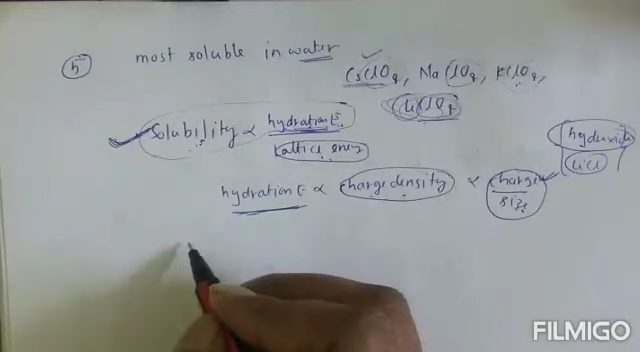 5
most soluble in water
CsClO4, NaClO4, KClO4,
LiClO4
Solubility ∝ hydration E
lattice energy
hydration E ∝ charge density ∝ charge
size
LiCl
FILMIGO